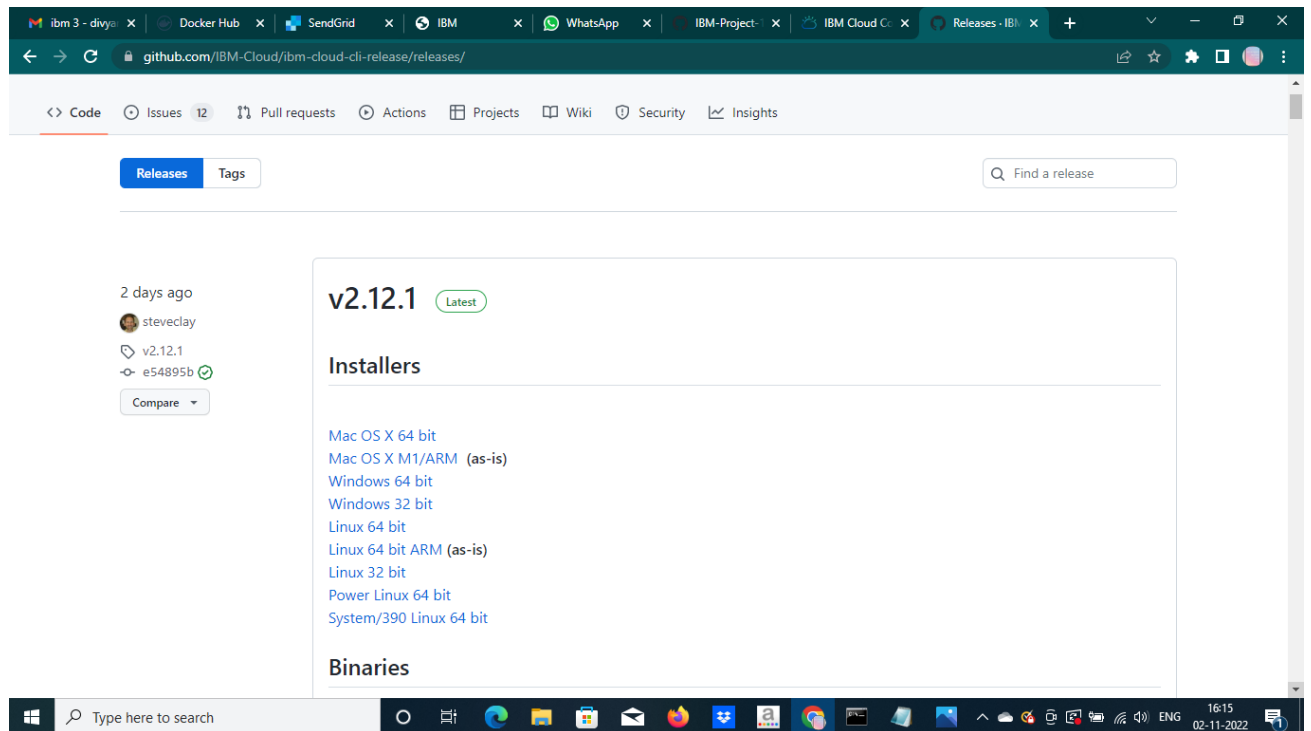 ibm 3 - divya Docker Hub SendGrid IBM WhatsApp IBM-Project- IBM Cloud Releases · IBM
github.com/IBM-Cloud/ibm-cloud-cli-release/releases/
<> Code Issues 12 Pull requests Actions Projects Wiki Security Insights
Releases Tags Find a release
2 days ago
steveclay
v2.12.1
e54895b
Compare
v2.12.1 Latest
Installers
Mac OS X 64 bit
Mac OS X M1/ARM (as-is)
Windows 64 bit
Windows 32 bit
Linux 64 bit
Linux 64 bit ARM (as-is)
Linux 32 bit
Power Linux 64 bit
System/390 Linux 64 bit
Binaries
Type here to search ENG
16:15
02-11-2022
1